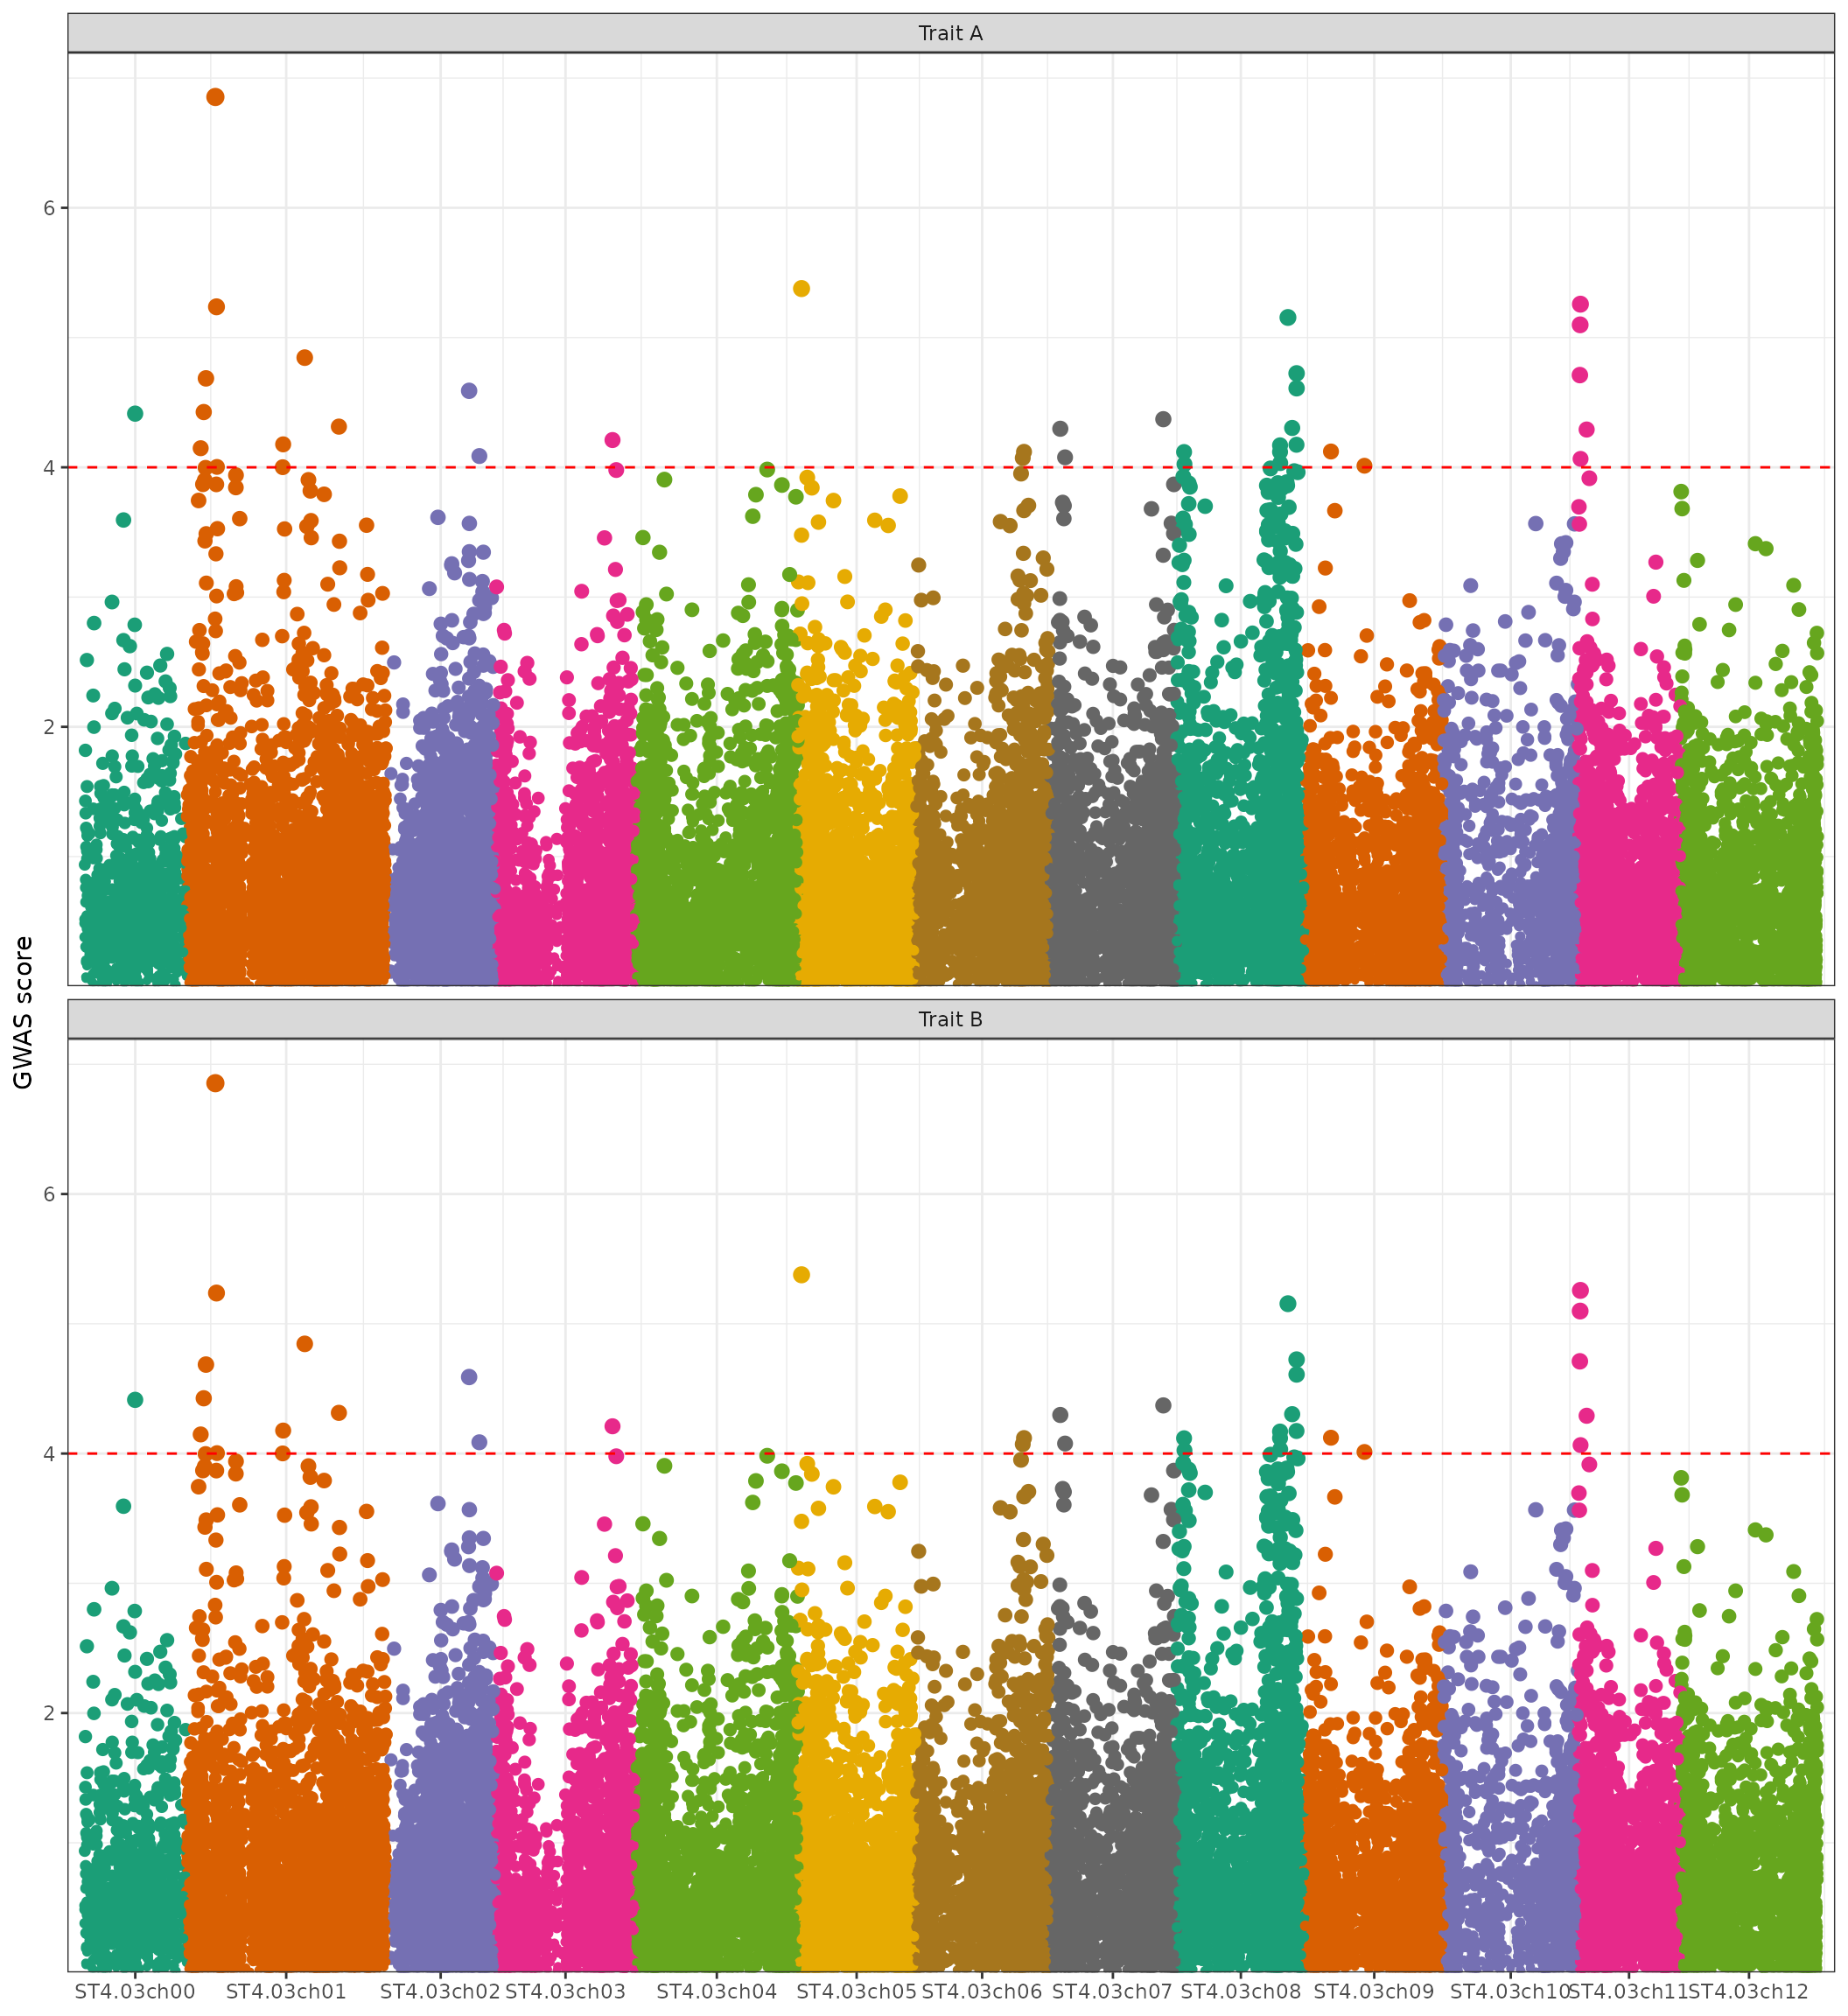 Trait A
6
4
2
GWAS score
Trait B
6
4
2
ST4.03ch00 ST4.03ch01 ST4.03ch02 ST4.03ch03 ST4.03ch04 ST4.03ch05 ST4.03ch06 ST4.03ch07 ST4.03ch08 ST4.03ch09 ST4.03ch10 ST4.03ch11 ST4.03ch12